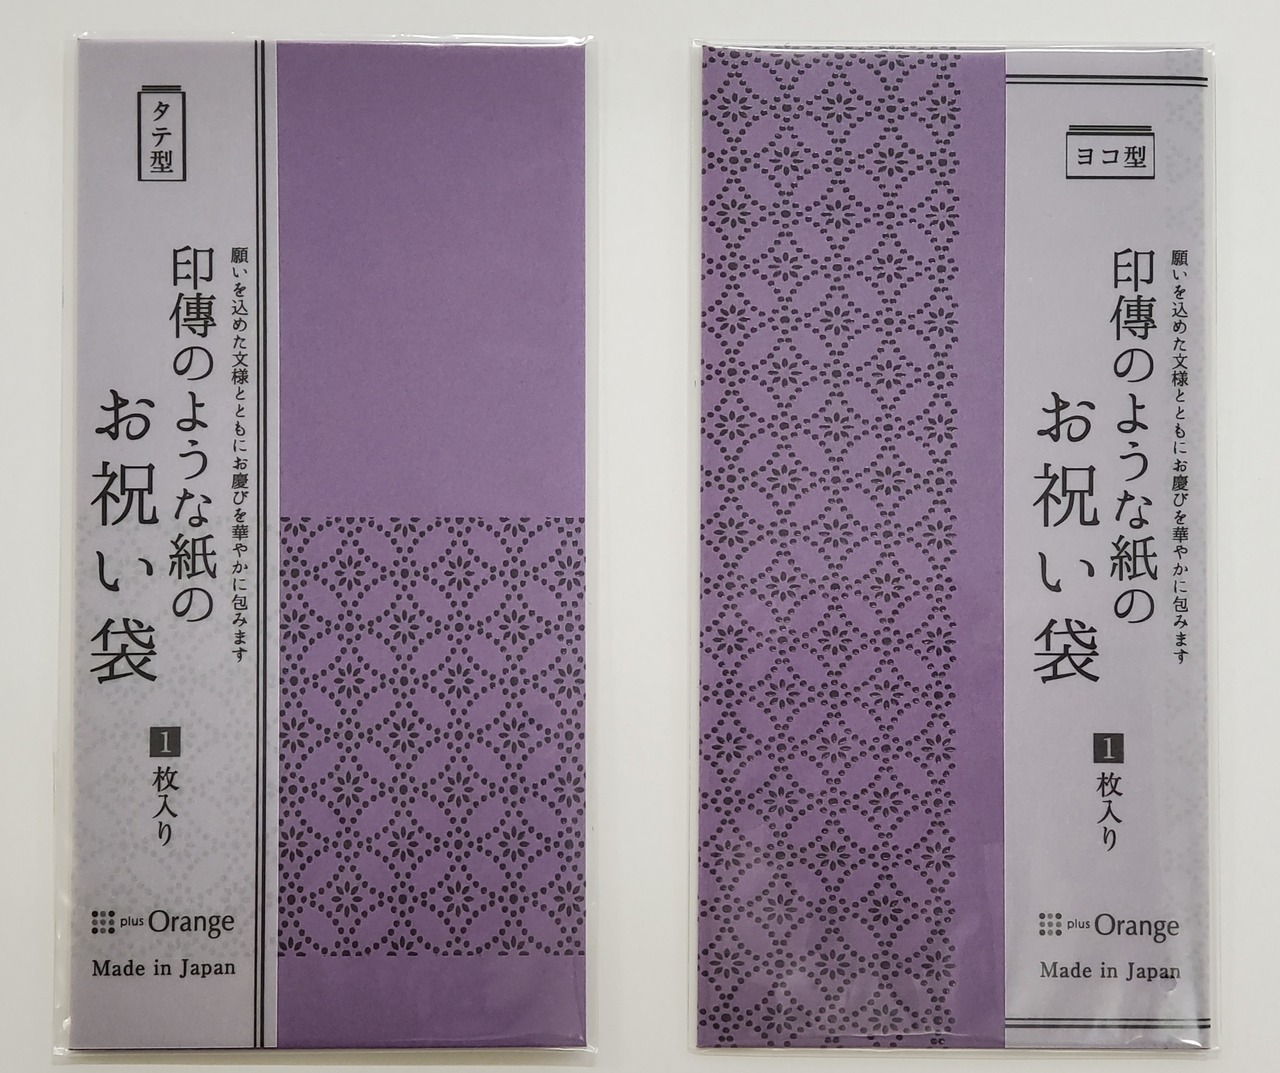 タテ型
願いを込めた文様とともにお慶びを華やかに包みます
印傳のような紙の
お祝い袋
1枚入り
plus Orange
Made in Japan
ヨコ型
願いを込めた文様とともにお慶びを華やかに包みます
印傳のような紙の
お祝い袋
1枚入り
plus Orange
Made in Japan